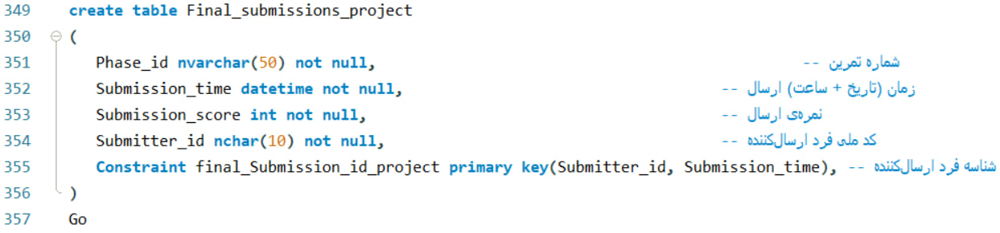 349 create table Final_submissions_project
350 (
351 Phase_id nvarchar(50) not null, -- شماره تمرین
352 Submission_time datetime not null, -- زمان (تاریخ + ساعت) ارسال
353 Submission_score int not null, -- نمره‌ی ارسال
354 Submitter_id nchar(10) not null, -- کد ملی فرد ارسال‌کننده
355 Constraint final_Submission_id_project primary key(Submitter_id, Submission_time), -- شناسه فرد ارسال‌کننده
356 )
357 Go